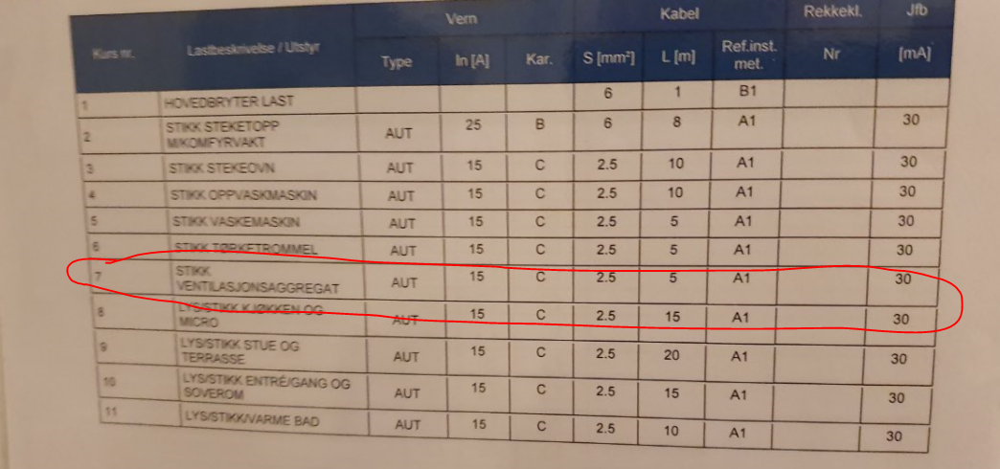 Vern Kabel Rekkekl. Jfb
Kurs nr. Lastbeskrivelse / Utstyr Type In [A] Kar. S [mm²] L [m] Ref.inst. met. Nr [mA]
1 HOVEDBRYTER LAST 6 1 B1
2 STIKK STEKETOPP M/KOMFYRVAKT AUT 25 B 6 8 A1 30
3 STIKK STEKEOVN AUT 15 C 2.5 10 A1 30
4 STIKK OPPVASKMASKIN AUT 15 C 2.5 10 A1 30
5 STIKK VASKEMASKIN AUT 15 C 2.5 5 A1 30
6 STIKK TØRKETROMMEL AUT 15 C 2.5 5 A1 30
7 STIKK VENTILASJONSAGGREGAT AUT 15 C 2.5 5 A1 30
8 LYS/STIKK KJØKKEN OG MICRO AUT 15 C 2.5 15 A1 30
9 LYS/STIKK STUE OG TERRASSE AUT 15 C 2.5 20 A1 30
10 LYS/STIKK ENTRÉ/GANG OG SOVEROM AUT 15 C 2.5 15 A1 30
11 LYS/STIKK/VARME BAD AUT 15 C 2.5 10 A1 30